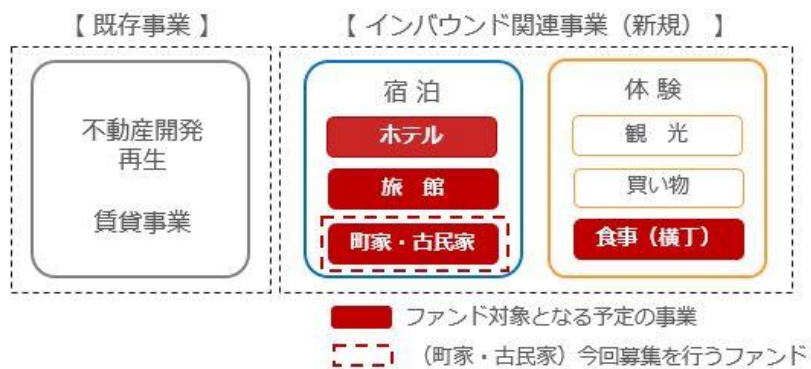 【 既存事業 】
不動産開発
再生
賃貸事業
【 インバウンド関連事業（新規） 】
宿 泊
ホテル
旅　館
町家・古民家
体 験
観　光
買い物
食事（横丁）
ファンド対象となる予定の事業
（町家・古民家）今回募集を行うファンド